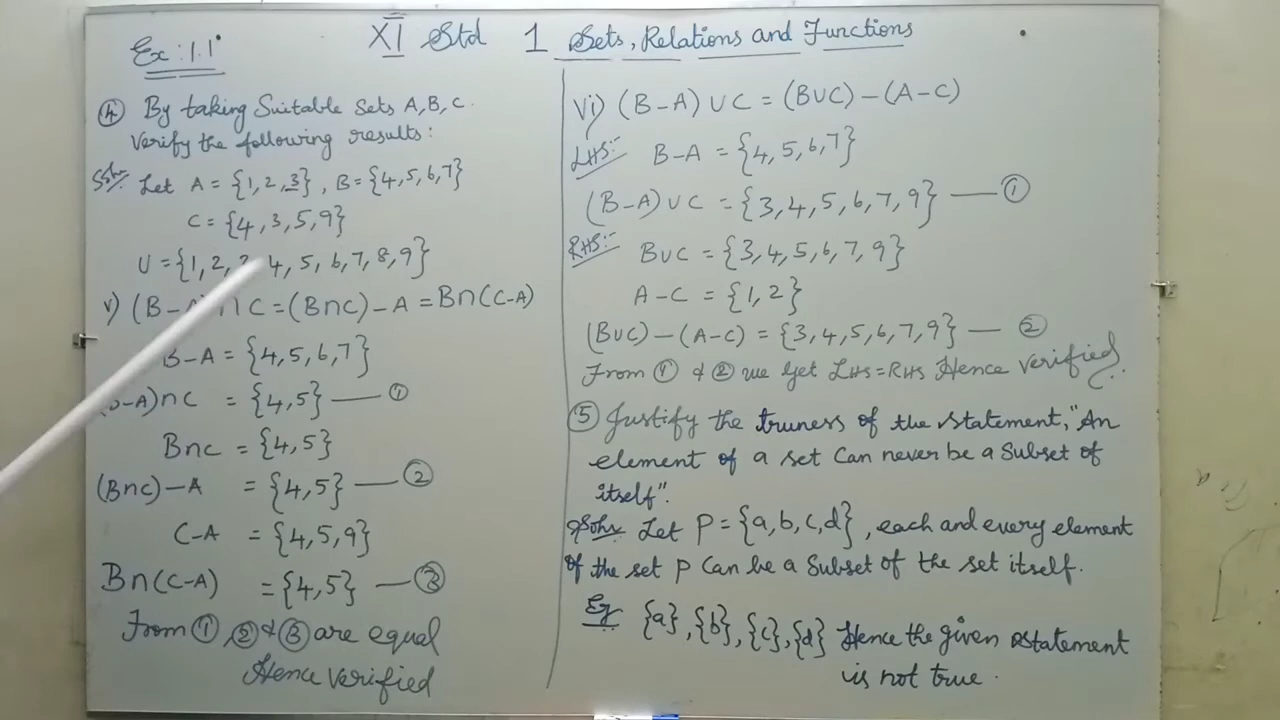 XI Std 1 Sets, Relations and Functions
Ex: 1.1
④ By taking Suitable Sets A, B, C.
Verify the following results:
Soln: Let A = {1, 2, 3}, B = {4, 5, 6, 7}
C = {4, 3, 5, 9}
U = {1, 2, 4, 5, 6, 7, 8, 9}
v) (B - ∩ C = (B∩C) - A = B∩(C-A)
B-A = {4, 5, 6, 7}
-A)∩C = {4, 5} — ①
B∩C = {4, 5}
(B∩C)-A = {4, 5} — ②
C-A = {4, 5, 9}
B∩(C-A) = {4, 5} — ③
From ①, ② & ③ are equal
Hence Verified
vi) (B-A) ∪ C = (B∪C) - (A-C)
LHS:- B-A = {4, 5, 6, 7}
(B-A) ∪ C = {3, 4, 5, 6, 7, 9} — ①
RHS:- B∪C = {3, 4, 5, 6, 7, 9}
A-C = {1, 2}
(B∪C) - (A-C) = {3, 4, 5, 6, 7, 9} — ②
From ① & ② we get LHS = RHS Hence Verified.
⑤ Justify the truness of the statement, "An
element of a set Can never be a Subset of
itself".
Soln: Let P = {a, b, c, d}, each and every element
of the set P Can be a Subset of the set itself.
Eg {a}, {b}, {c}, {d} Hence the given statement
is not true.